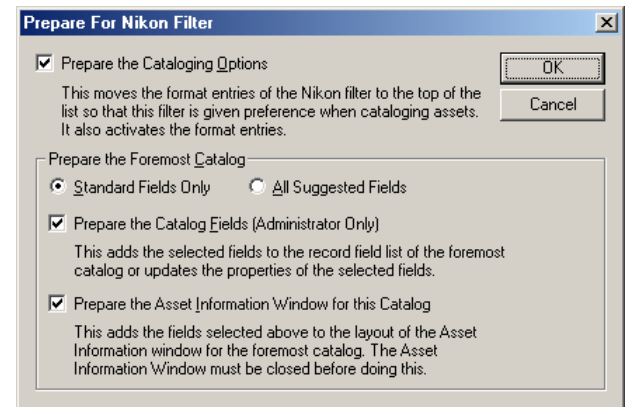 Prepare For Nikon Filter
Prepare the Cataloging Options
OK
This moves the format entries of the Nikon filter to the top of the
list so that this filter is given preference when cataloging assets.
It also activates the format entries.
Cancel
Prepare the Foremost Catalog
Standard Fields Only
All Suggested Fields
Prepare the Catalog Fields (Administrator Only)
This adds the selected fields to the record field list of the foremost
catalog or updates the properties of the selected fields.
Prepare the Asset Information Window for this Catalog
This adds the fields selected above to the layout of the Asset
Information window for the foremost catalog. The Asset
Information Window must be closed before doing this.